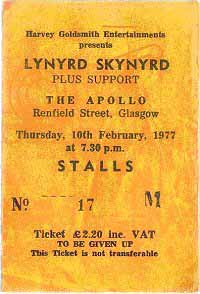 Harvey Goldsmith Entertainments
presents
LYNYRD SKYNYRD
PLUS SUPPORT
THE APOLLO
Renfield Street, Glasgow
Thursday, 10th February, 1977
at 7.30 p.m.
STALLS
No 17 M
Ticket £2.20 inc. VAT
TO BE GIVEN UP
This Ticket is not transferable